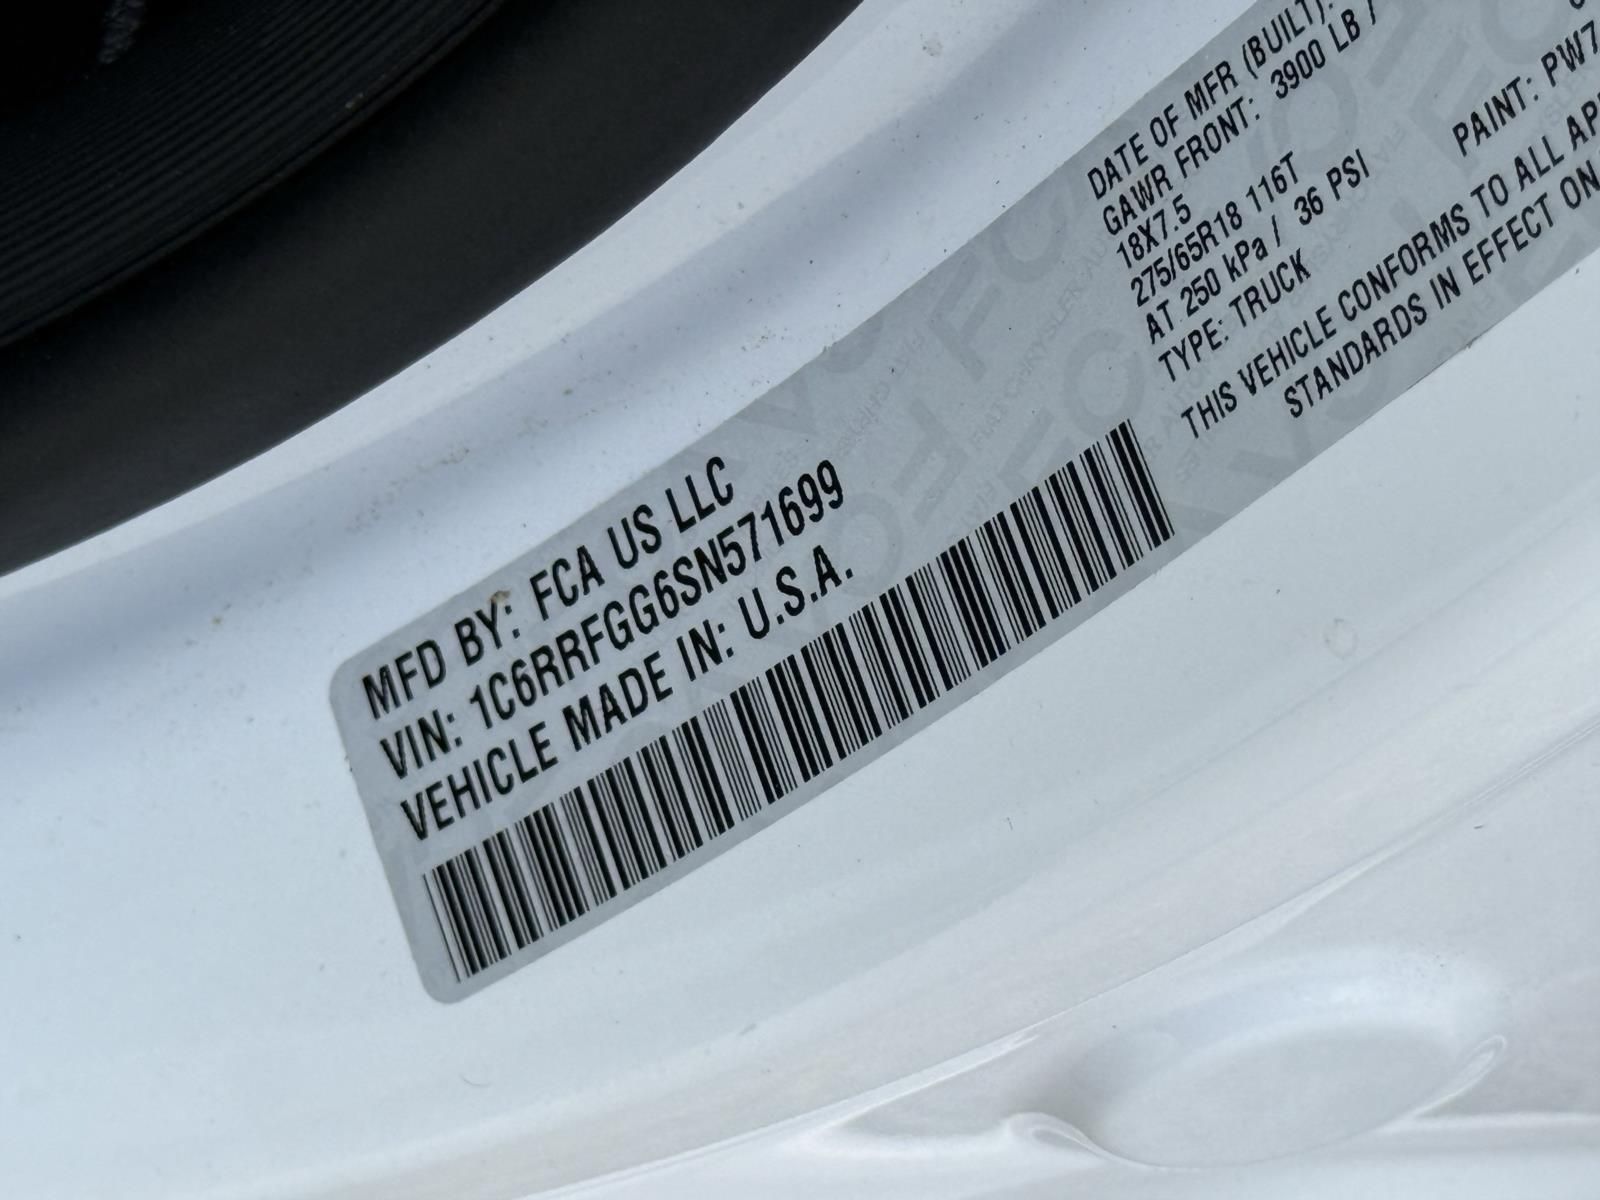 MFD BY: FCA US LLC
VIN: 1C6RRFGG6SN571699
VEHICLE MADE IN: U.S.A.
DATE OF MFR (BUILT):
GAWR FRONT: 3900 LB /
18X7.5
275/65R18 116T
AT 250 kPa / 36 PSI
TYPE: TRUCK
PAINT: PW7
THIS VEHICLE CONFORMS TO ALL
STANDARDS IN EFFECT ON